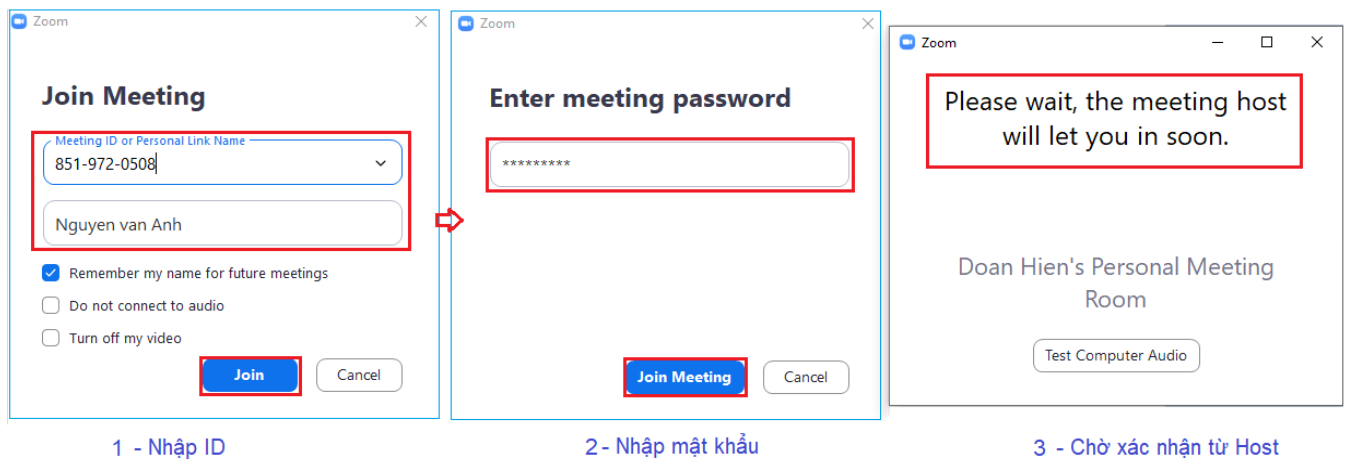 Zoom
Join Meeting
Meeting ID or Personal Link Name
851-972-0508
Nguyen van Anh
Remember my name for future meetings
Do not connect to audio
Turn off my video
Join
Cancel
1 - Nhập ID
Zoom
Enter meeting password
*********
Join Meeting
Cancel
2 - Nhập mật khẩu
Zoom
Please wait, the meeting host
will let you in soon.
Doan Hien's Personal Meeting
Room
Test Computer Audio
3 - Chờ xác nhận từ Host